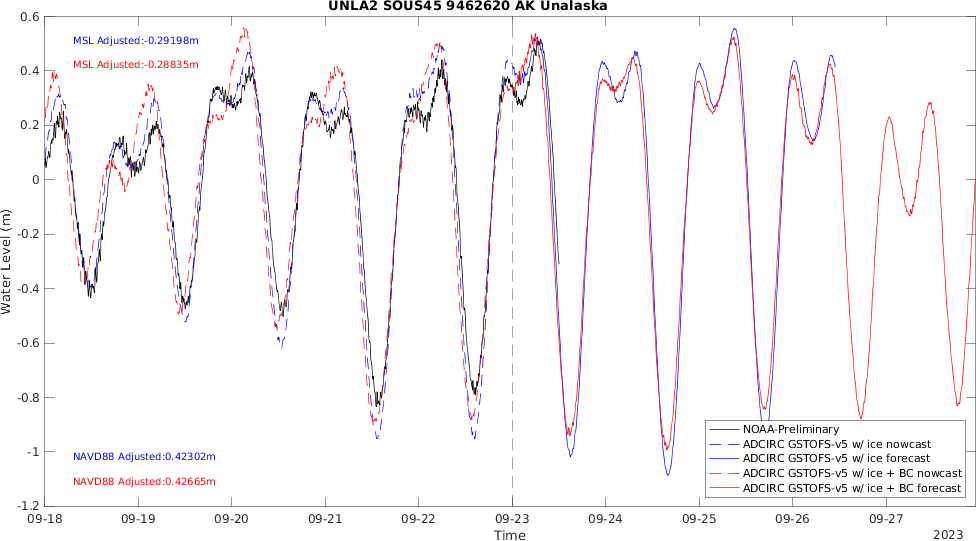 UNLA2 SOUS45 9462620 AK Unalaska
0.6
MSL Adjusted:-0.29198m
MSL Adjusted:-0.28835m
0.4
0.2
0
-0.2
-0.4
-0.6
-0.8
-1
-1.2
Water Level (m)
NAVD88 Adjusted:0.42302m
NAVD88 Adjusted:0.42665m
NOAA-Preliminary
ADCIRC GSTOFS-v5 w/ ice nowcast
ADCIRC GSTOFS-v5 w/ ice forecast
ADCIRC GSTOFS-v5 w/ ice + BC nowcast
ADCIRC GSTOFS-v5 w/ ice + BC forecast
09-18 09-19 09-20 09-21 09-22 09-23 09-24 09-25 09-26 09-27
Time
2023